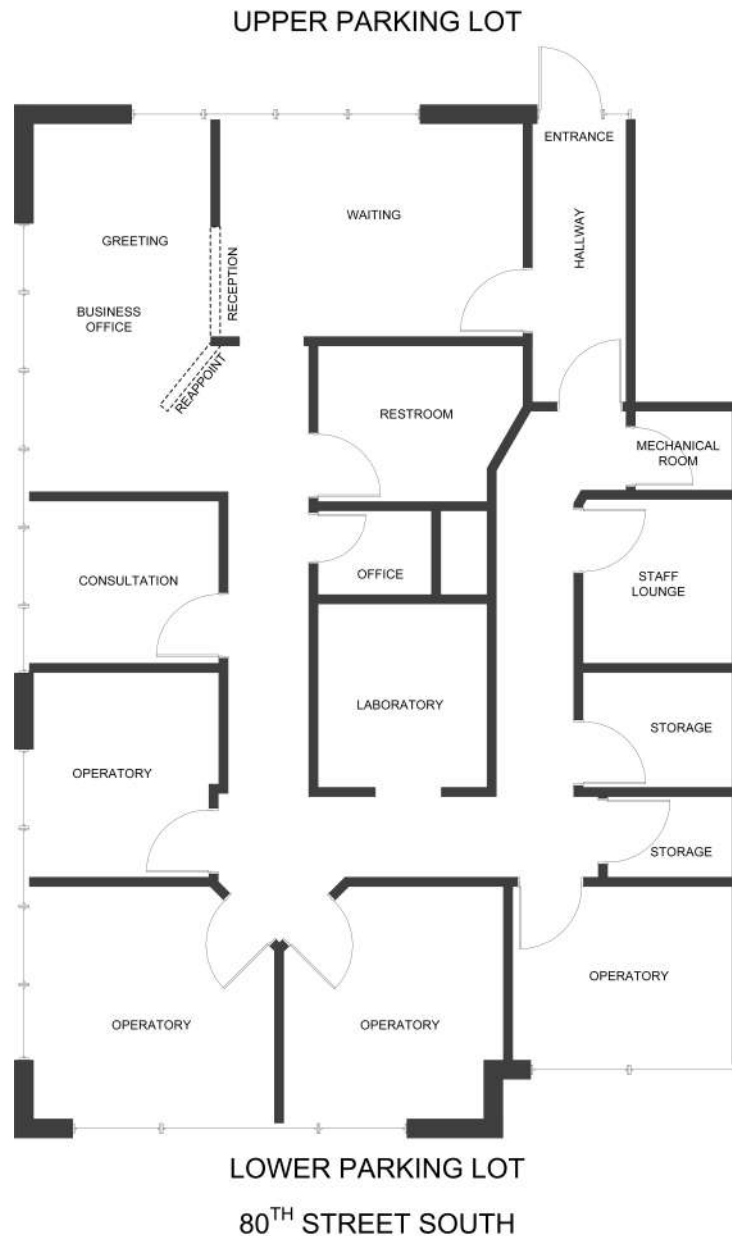 UPPER PARKING LOT
ENTRANCE
WAITING
HALLWAY
GREETING
RECEPTION
BUSINESS
OFFICE
REAPPOINT
RESTROOM
MECHANICAL
ROOM
OFFICE
CONSULTATION
STAFF
LOUNGE
LABORATORY
STORAGE
OPERATORY
STORAGE
OPERATORY
OPERATORY
OPERATORY
LOWER PARKING LOT
80TH STREET SOUTH